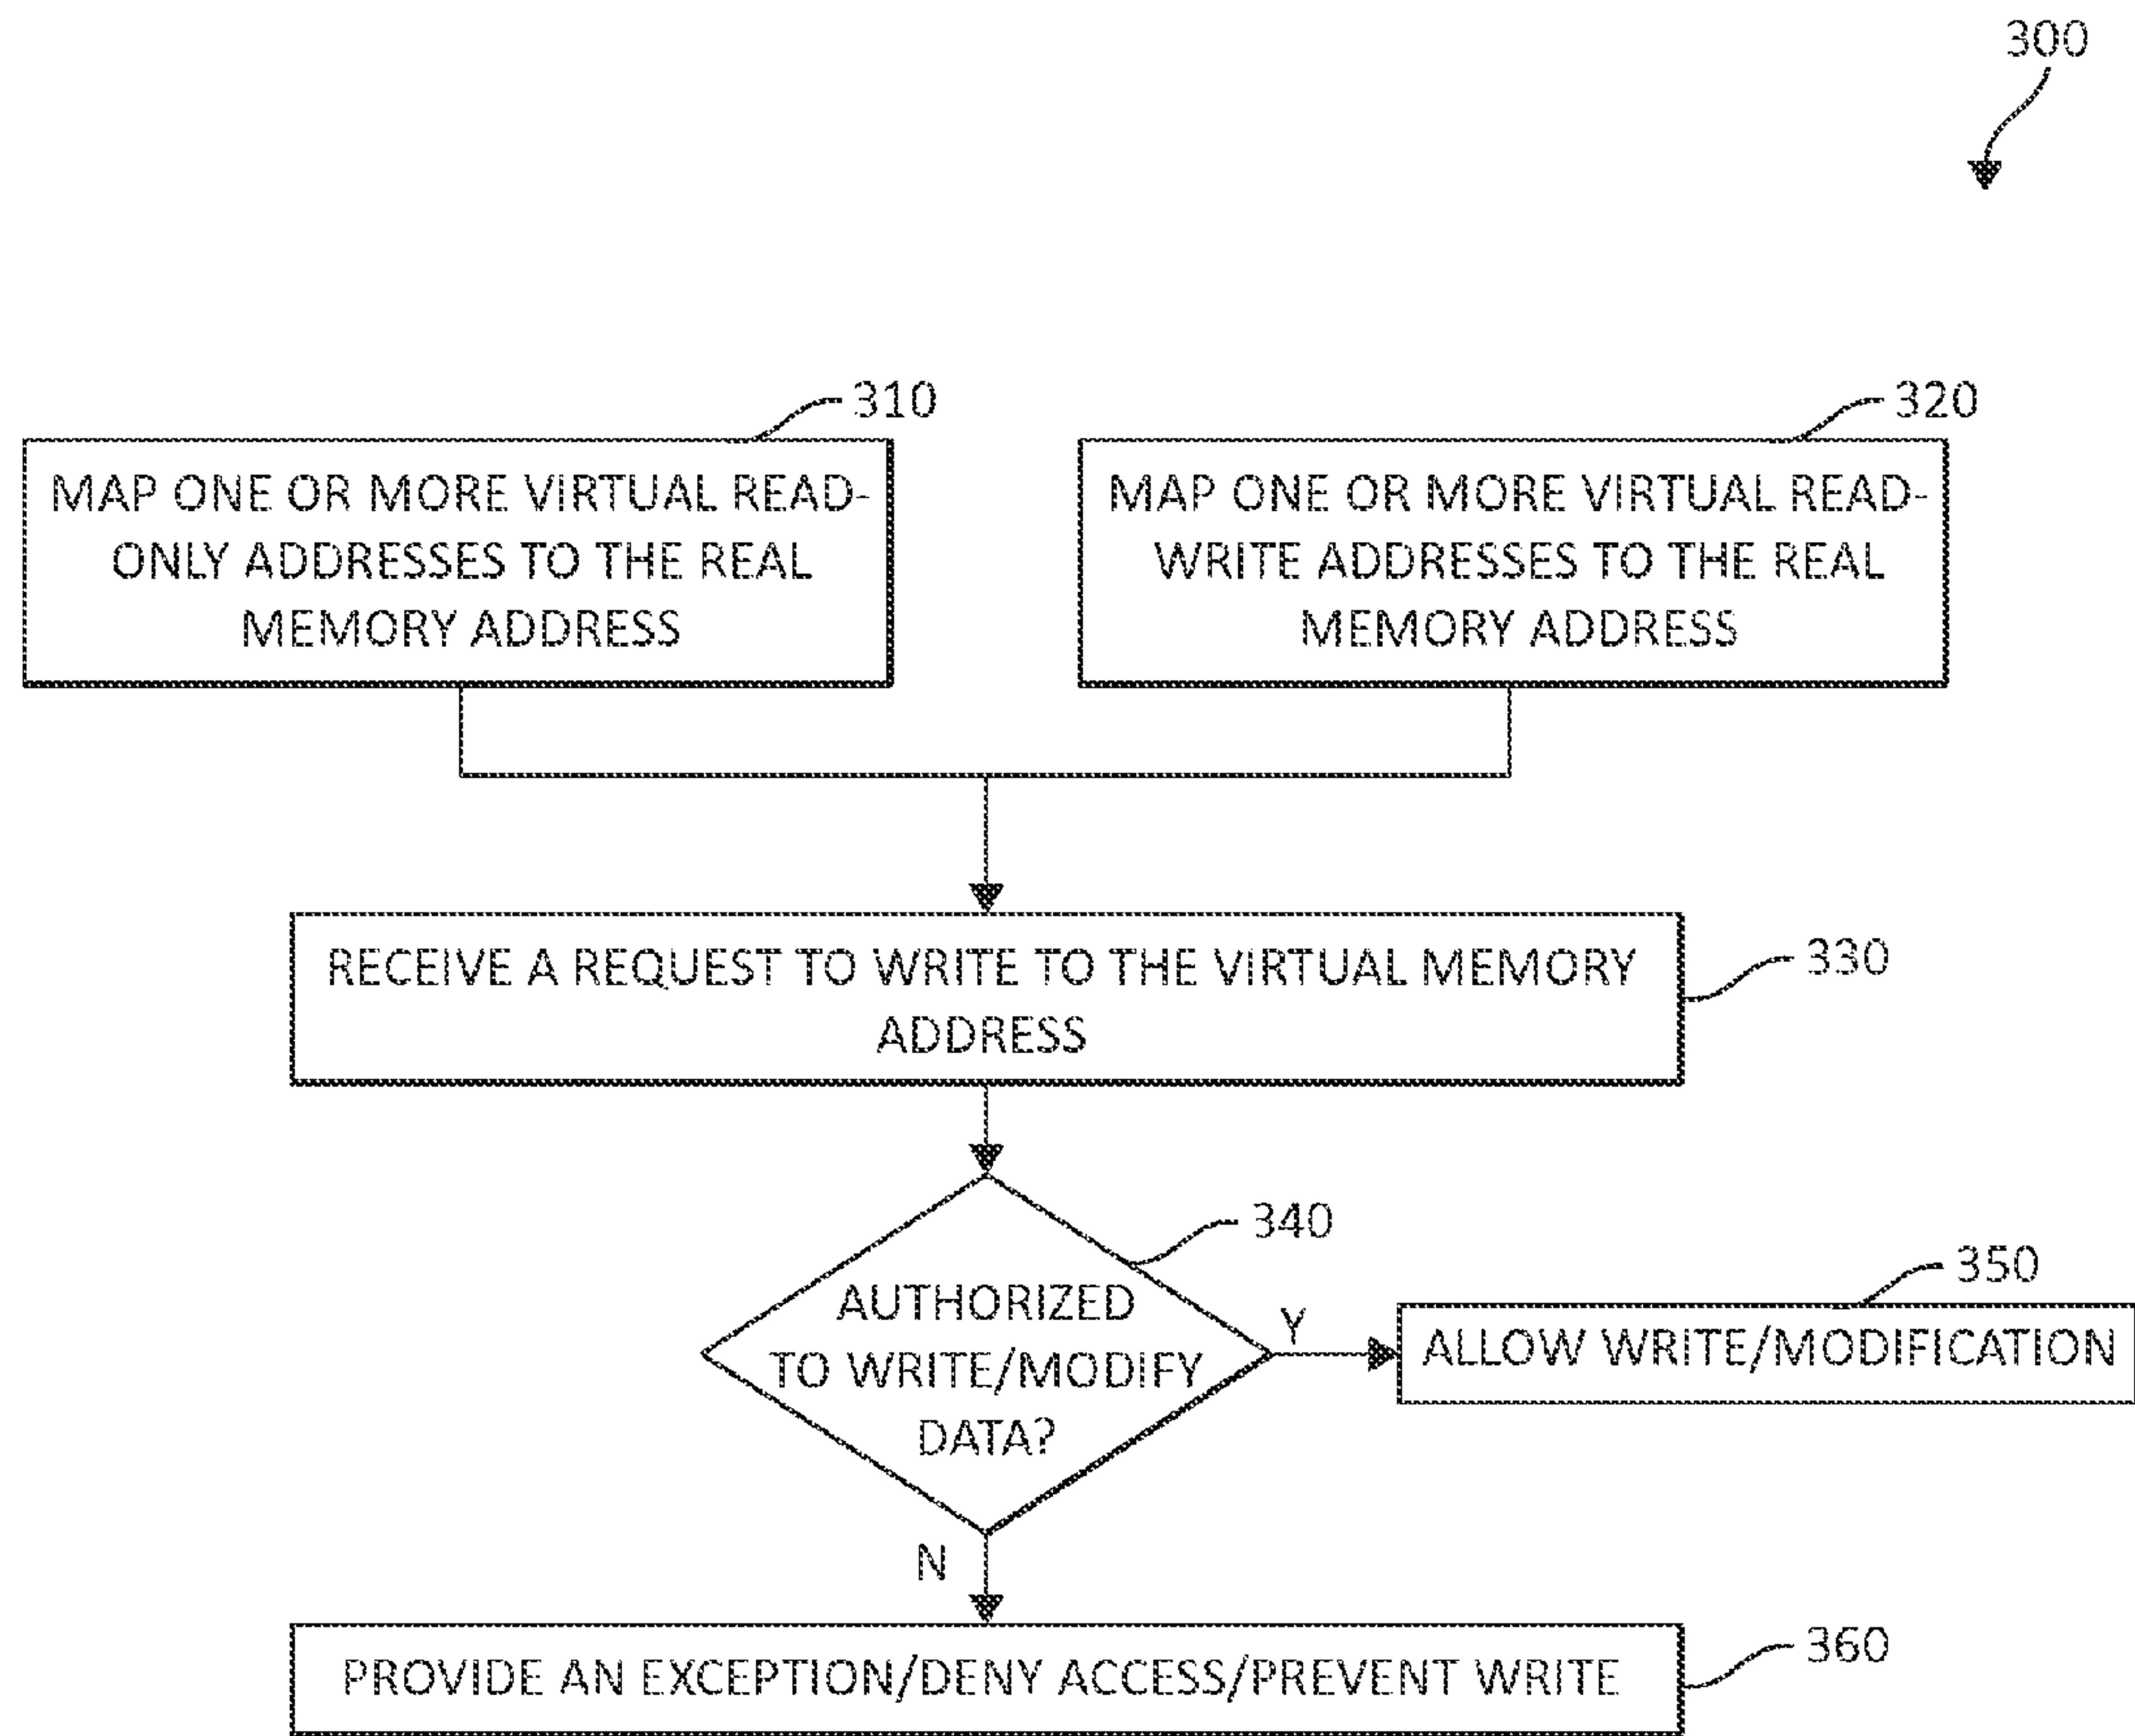 300
310
320
MAP ONE OR MORE VIRTUAL READ-
ONLY ADDRESSES TO THE REAL
MEMORY ADDRESS
MAP ONE OR MORE VIRTUAL READ-
WRITE ADDRESSES TO THE REAL
MEMORY ADDRESS
RECEIVE A REQUEST TO WRITE TO THE VIRTUAL MEMORY
ADDRESS
330
340
AUTHORIZED
TO WRITE/MODIFY
DATA?
Y
350
ALLOW WRITE/MODIFICATION
N
PROVIDE AN EXCEPTION/DENY ACCESS/PREVENT WRITE
360